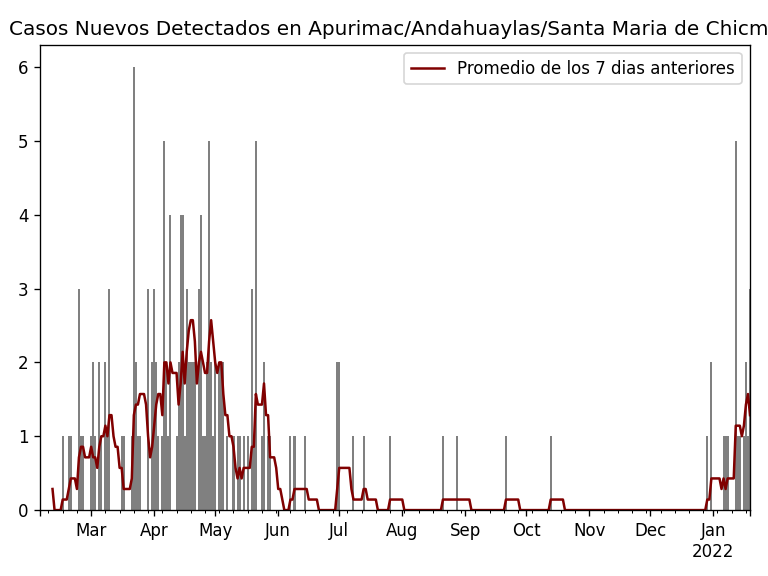 Casos Nuevos Detectados en Apurimac/Andahuaylas/Santa Maria de Chicm
Promedio de los 7 dias anteriores
6
5
4
3
2
1
0
Mar Apr May Jun Jul Aug Sep Oct Nov Dec Jan
2022